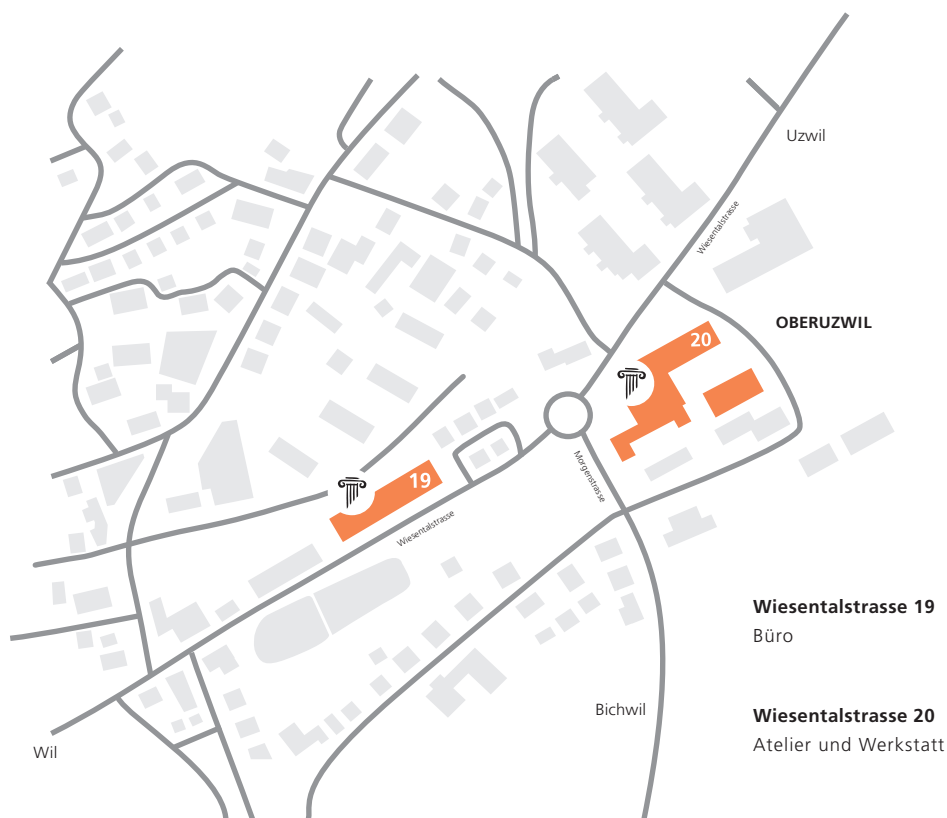 Uzwil
Wiesentalstrasse
OBERUZWIL
20
19
Morgenstrasse
Wiesentalstrasse
Wiesentalstrasse 19
Büro
Bichwil
Wiesentalstrasse 20
Atelier und Werkstatt
Wil